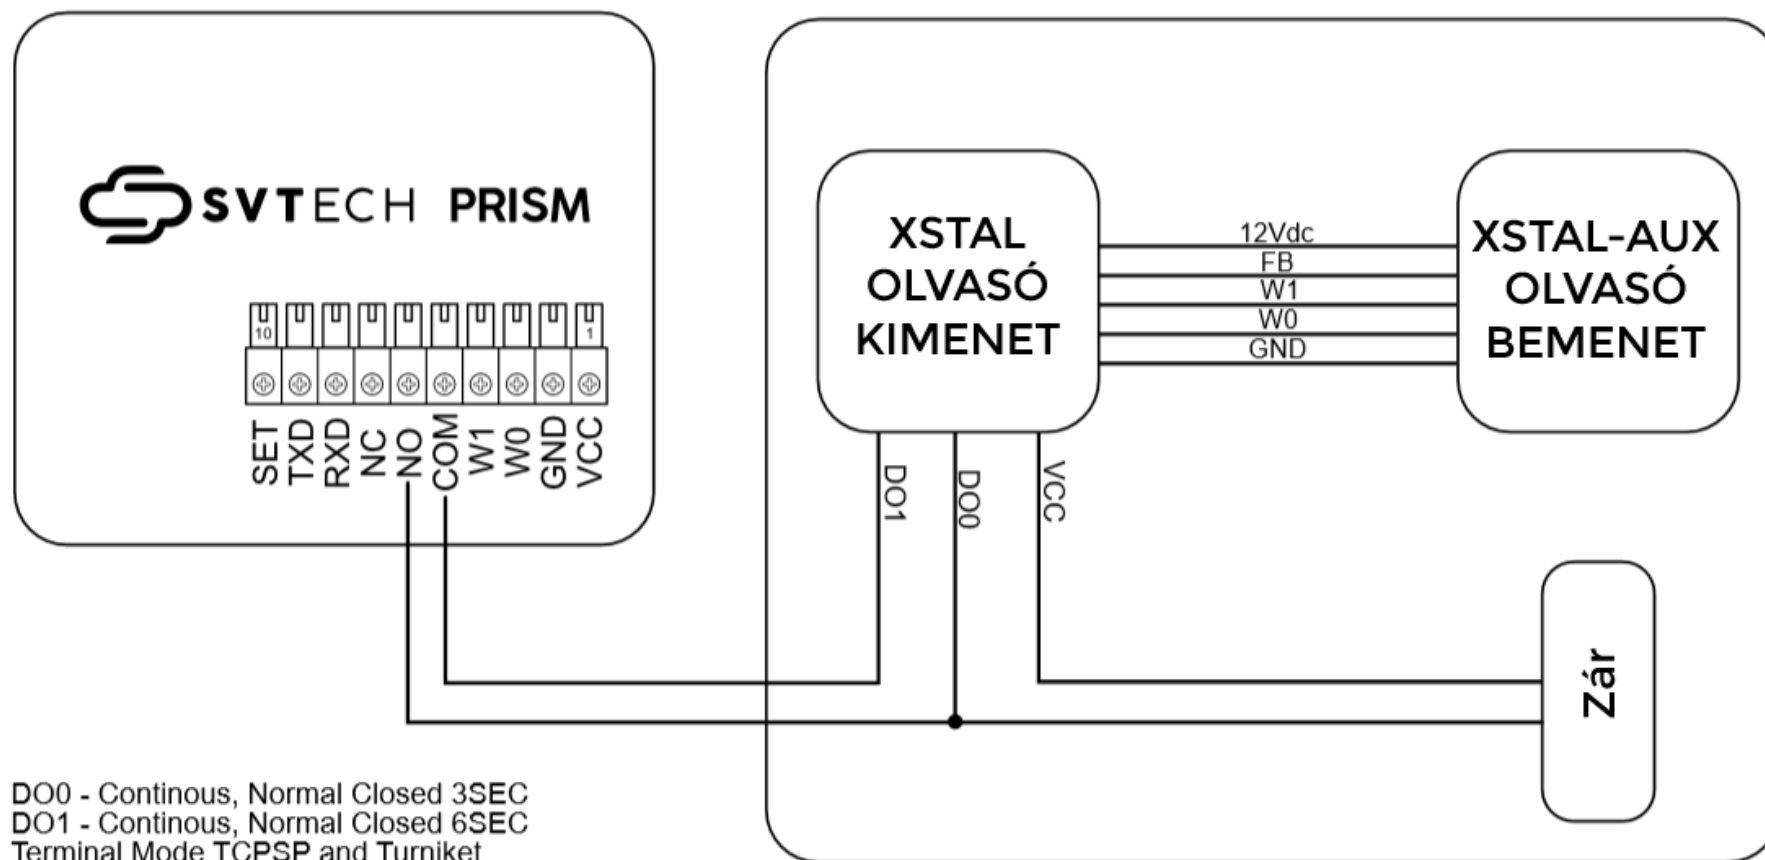 SVTECH PRISM
10
1
SET
TXD
RXD
NC
NO
COM
W1
W0
GND
VCC
XSTAL
OLVASÓ
KIMENET
12Vdc
FB
W1
W0
GND
XSTAL-AUX
OLVASÓ
BEMENET
DO1
DO0
VCC
Zár
DO0 - Continous, Normal Closed 3SEC
DO1 - Continous, Normal Closed 6SEC
Terminal Mode TCPSP and Turniket